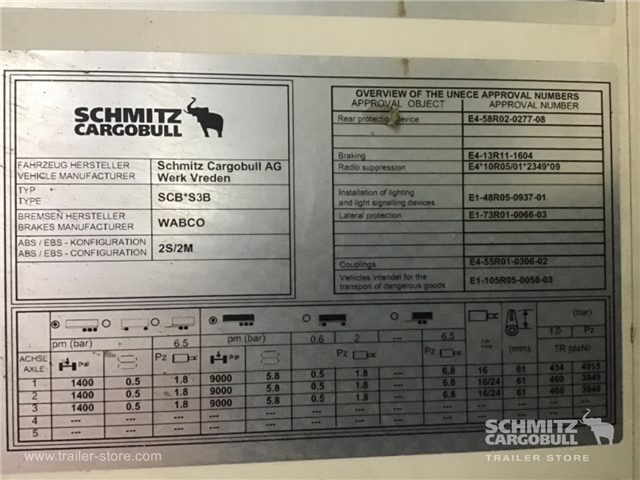 SCHMITZ
CARGOBULL
FAHRZEUG HERSTELLER
VEHICLE MANUFACTURER
Schmitz Cargobull AG
Werk Vreden
TYP
TYPE
SCB*S3B
BREMSEN HERSTELLER
BRAKES MANUFACTURER
WABCO
ABS / EBS - KONFIGURATION
ABS / EBS - CONFIGURATION
2S/2M
OVERVIEW OF THE UNECE APPROVAL NUMBERS
APPROVAL OBJECT APPROVAL NUMBER
Rear protection device E4-58R02-0277-08
Braking E4-13R11-1604
Radio suppression E4*10R05/01*2349*09
Installation of lighting
and light signalling devices E1-48R05-0937-01
Lateral protection E1-73R01-0066-03
Couplings E4-55R01-0306-02
Vehicles intendet for the
transport of dangerous goods E1-105R05-0050-03
(bar)
pm (bar) 6.5 pm (bar) 0.6 2 --- 6.5 1.0 Pz
ACHSE
AXLE
Pz Pz (mm) TR (daN)
1 1400 0.5 1.8 9000 5.8 0.5 1.8 --- 6.8 16 61 434 4015
2 1400 0.5 1.8 9000 5.8 0.5 1.8 --- 6.8 16/24 61 460 3949
3 1400 0.5 1.8 9000 5.8 0.5 1.8 --- 6.8 16/24 61 460 3949
4 --- --- --- --- --- --- --- --- --- --- --- --- ---
5 --- --- --- --- --- --- --- --- --- --- --- --- ---
www.trailer-store.com
SCHMITZ
CARGOBULL
TRAILER STORE